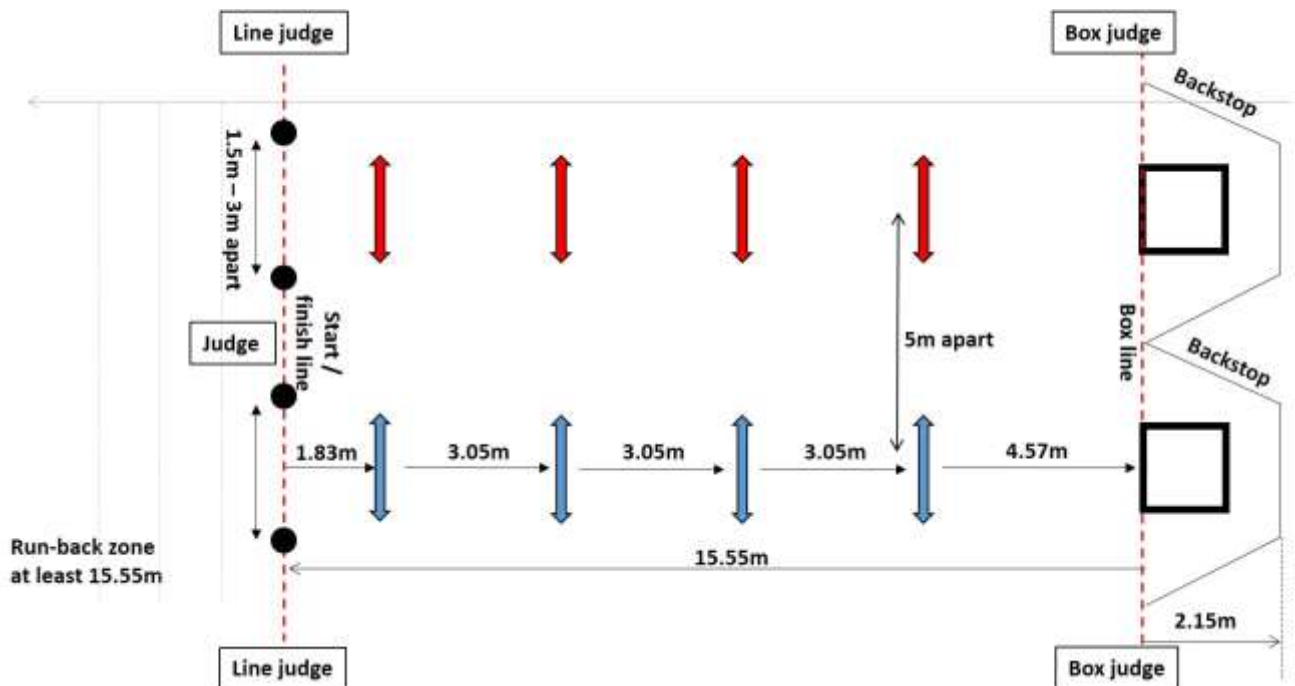 Line judge
Box judge
Backstop
1.5m – 3m apart
Start /
finish line
Judge
5m apart
Box line
Backstop
1.83m
3.05m
3.05m
3.05m
4.57m
Run-back zone
at least 15.55m
15.55m
2.15m
Line judge
Box judge